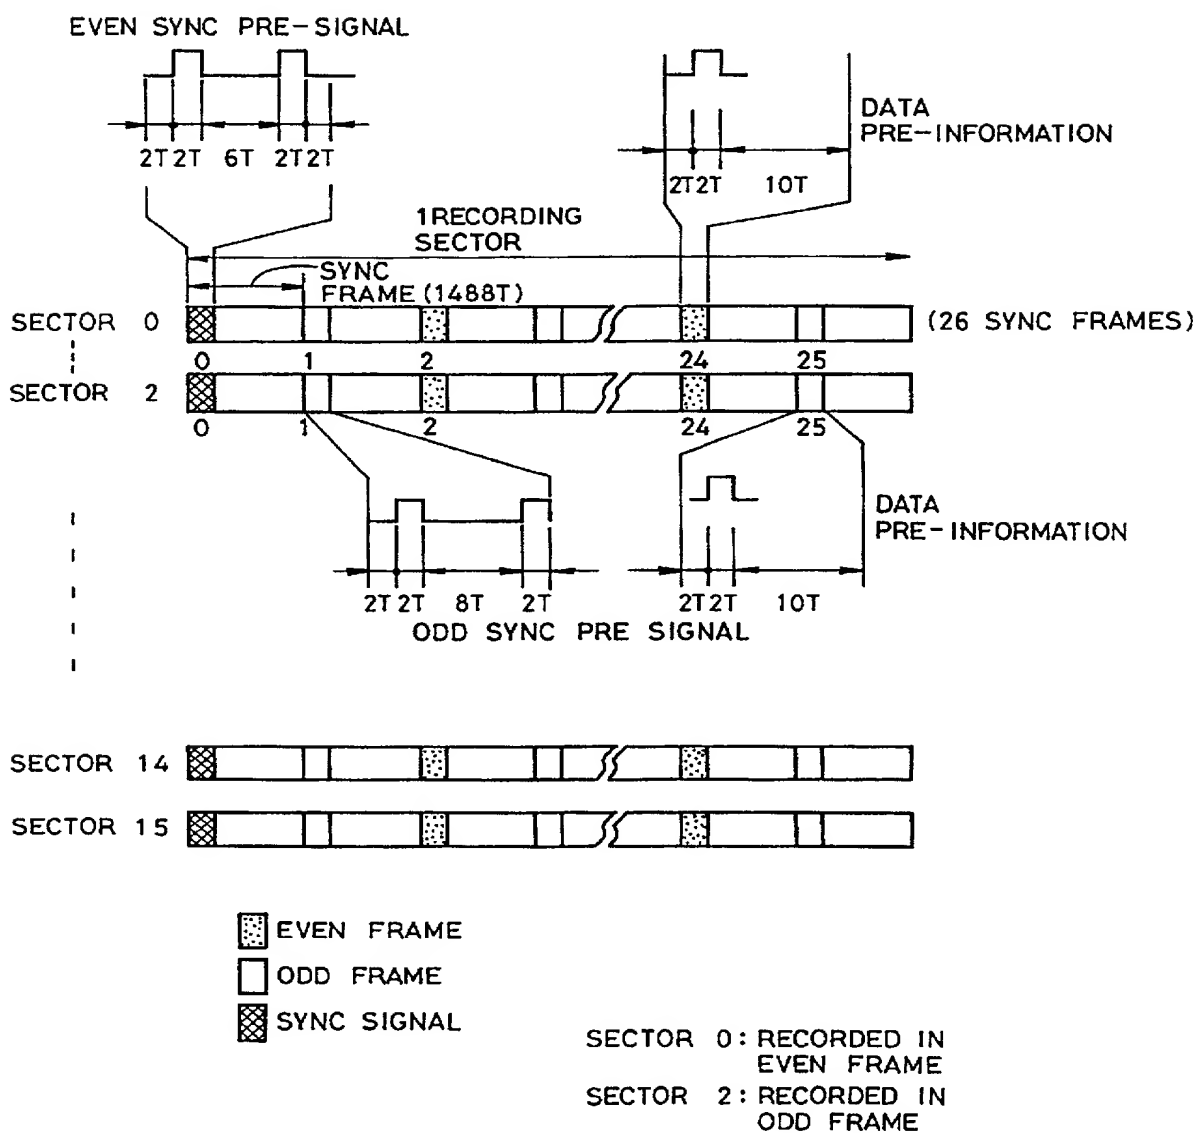 EVEN SYNC PRE-SIGNAL
2T 2T 6T 2T 2T
DATA
PRE-INFORMATION
2T 2T 10T
1 RECORDING
SECTOR
SYNC
FRAME (1488T)
SECTOR 0
(26 SYNC FRAMES)
0 1 2 24 25
SECTOR 2
0 1 2 24 25
DATA
PRE-INFORMATION
2T 2T 8T 2T
2T 2T 10T
ODD SYNC PRE SIGNAL
SECTOR 14
SECTOR 15
EVEN FRAME
ODD FRAME
SYNC SIGNAL
SECTOR 0: RECORDED IN
EVEN FRAME
SECTOR 2: RECORDED IN
ODD FRAME